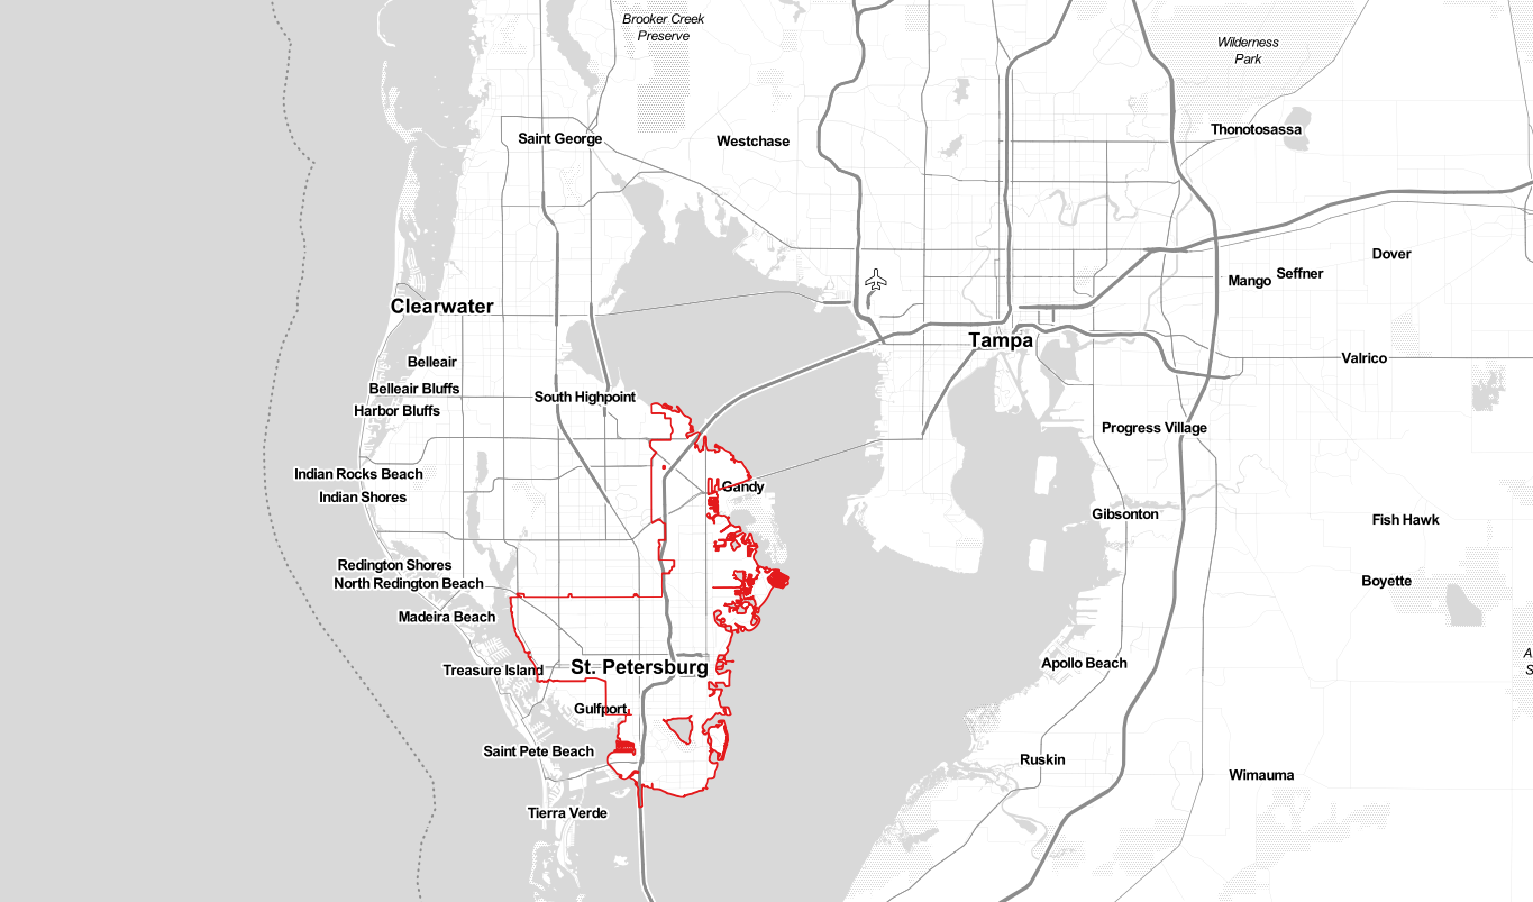 Brooker Creek
Preserve
Wilderness
Park
Thonotosassa
Saint George
Westchase
Dover
Seffner
Mango
Clearwater
Tampa
Valrico
Belleair
Belleair Bluffs
South Highpoint
Harbor Bluffs
Progress Village
Indian Rocks Beach
Gandy
Indian Shores
Gibsonton
Fish Hawk
Redington Shores
North Redington Beach
Boyette
Madeira Beach
A
S
Treasure Island
St. Petersburg
Apollo Beach
Gulfport
Saint Pete Beach
Ruskin
Wimauma
Tierra Verde